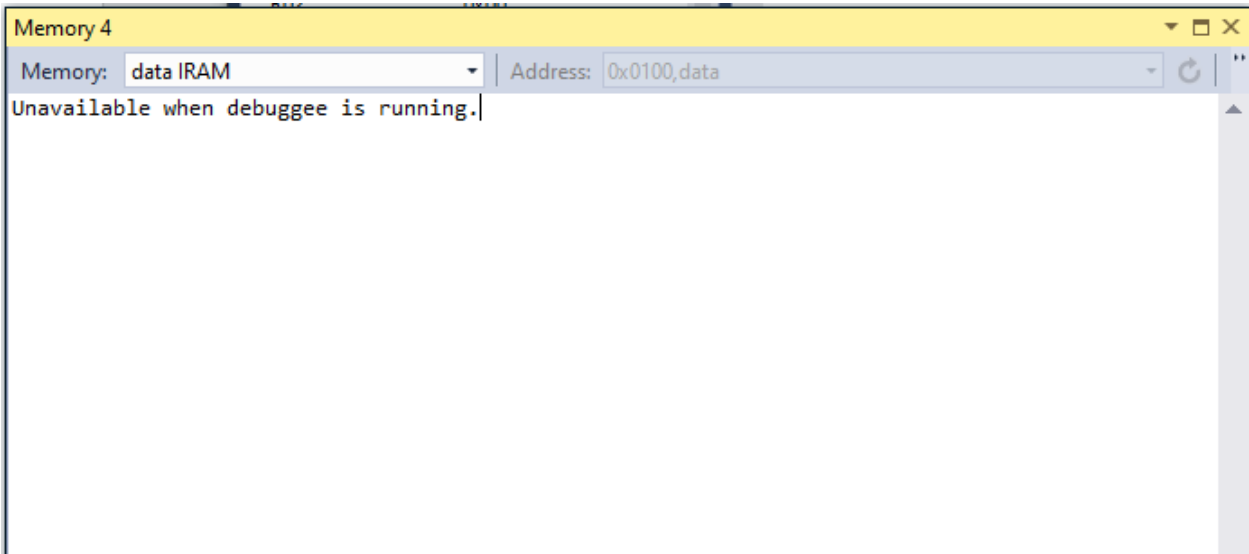 Memory 4
Memory: data IRAM Address: 0x0100,data
Unavailable when debuggee is running.